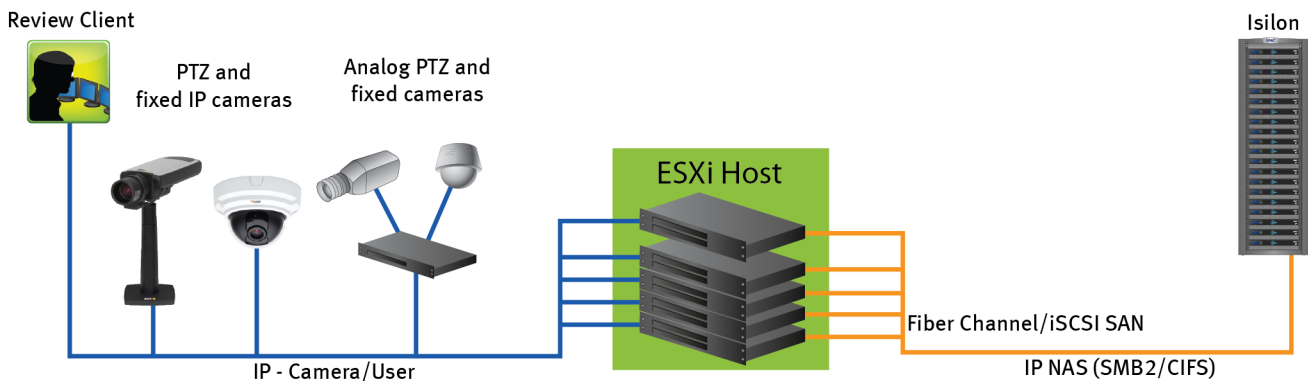 Review Client
PTZ and
fixed IP cameras
Analog PTZ and
fixed cameras
ESXi Host
Isilon
Fiber Channel/iSCSI SAN
IP - Camera/User
IP NAS (SMB2/CIFS)